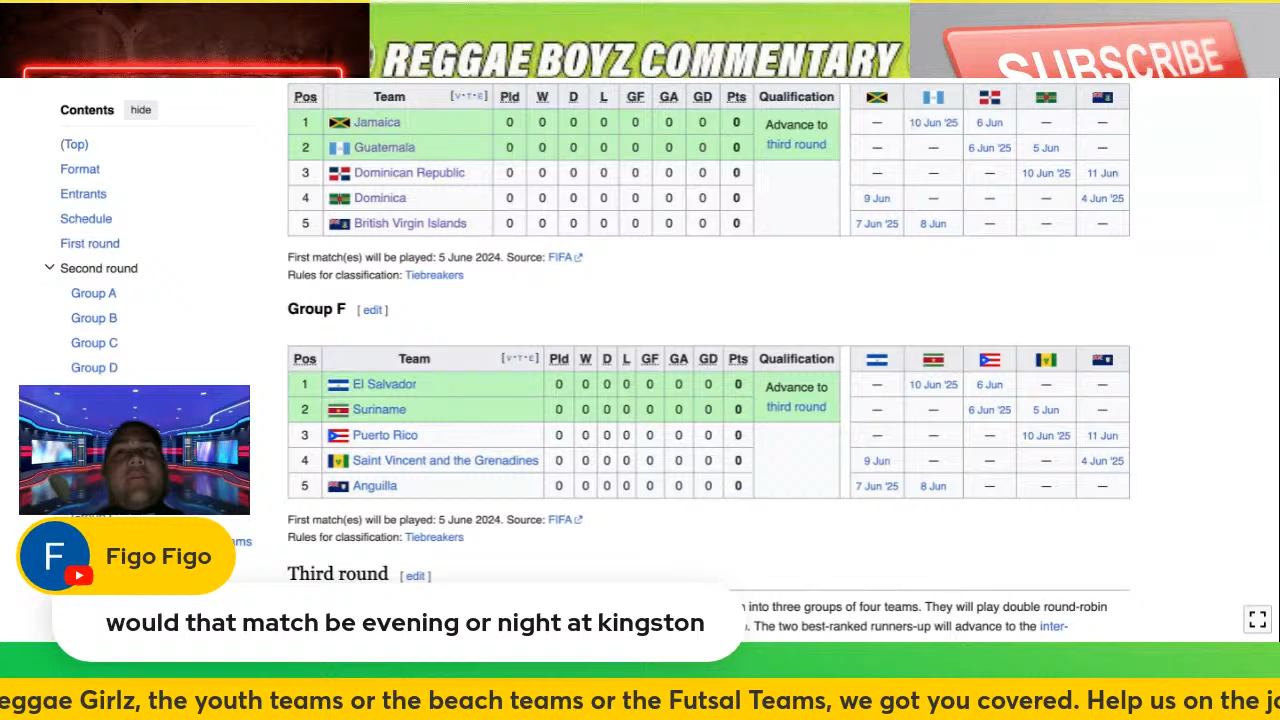 REGGAE BOYZ COMMENTARY
SUBSCRIBE
Contents hide
(Top)
Format
Entrants
Schedule
First round
Second round
Group A
Group B
Group C
Group D
Pos Team [V·T·E] Pld W D L GF GA GD Pts Qualification
1 Jamaica 0 0 0 0 0 0 0 0 Advance to third round — 10 Jun '25 6 Jun — —
2 Guatemala 0 0 0 0 0 0 0 0 — — 6 Jun '25 5 Jun —
3 Dominican Republic 0 0 0 0 0 0 0 0 — — — 10 Jun '25 11 Jun
4 Dominica 0 0 0 0 0 0 0 0 9 Jun — — — 4 Jun '25
5 British Virgin Islands 0 0 0 0 0 0 0 0 7 Jun '25 8 Jun — — —
First match(es) will be played: 5 June 2024. Source: FIFA
Rules for classification: Tiebreakers
Group F [ edit ]
Pos Team [V·T·E] Pld W D L GF GA GD Pts Qualification
1 El Salvador 0 0 0 0 0 0 0 0 Advance to third round — 10 Jun '25 6 Jun — —
2 Suriname 0 0 0 0 0 0 0 0 — — 6 Jun '25 5 Jun —
3 Puerto Rico 0 0 0 0 0 0 0 0 — — — 10 Jun '25 11 Jun
4 Saint Vincent and the Grenadines 0 0 0 0 0 0 0 0 9 Jun — — — 4 Jun '25
5 Anguilla 0 0 0 0 0 0 0 0 7 Jun '25 8 Jun — — —
First match(es) will be played: 5 June 2024. Source: FIFA
Rules for classification: Tiebreakers
Third round [ edit ]
into three groups of four teams. They will play double round-robin
. The two best-ranked runners-up will advance to the inter-
F Figo Figo
would that match be evening or night at kingston
eggae Girlz, the youth teams or the beach teams or the Futsal Teams, we got you covered. Help us on the jo